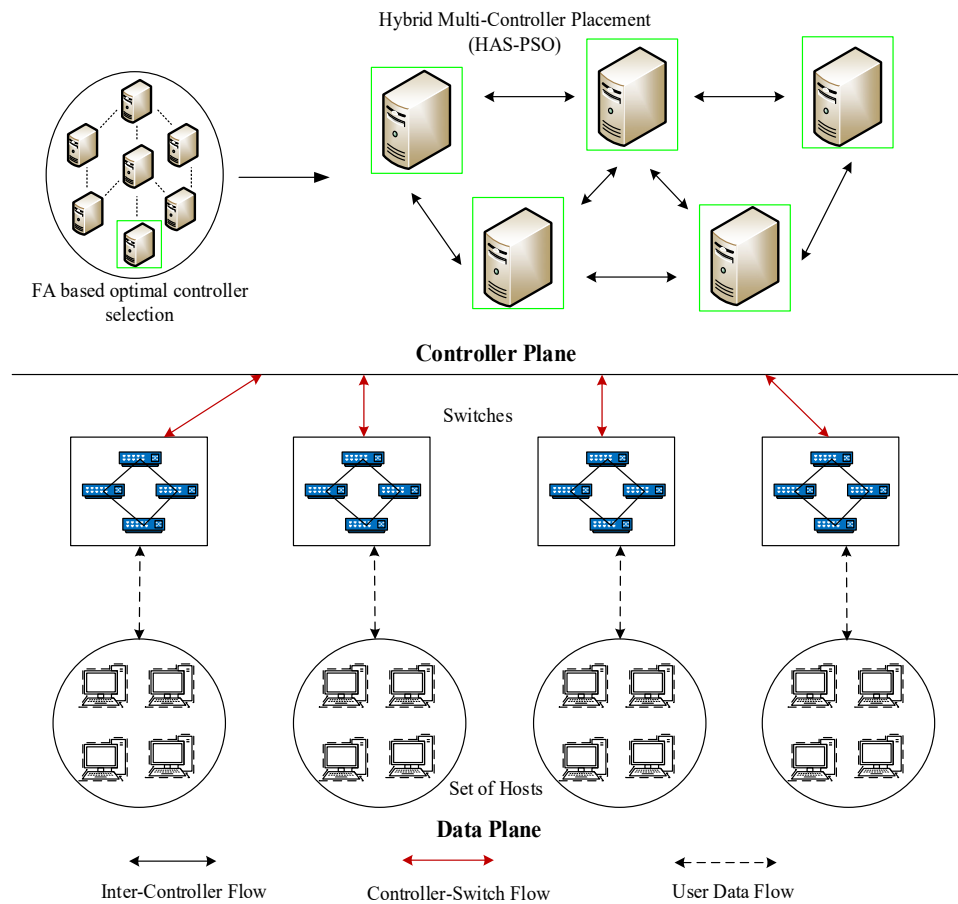 Hybrid Multi-Controller Placement
(HAS-PSO)
FA based optimal controller
selection
Controller Plane
Switches
Set of Hosts
Data Plane
Inter-Controller Flow
Controller-Switch Flow
User Data Flow